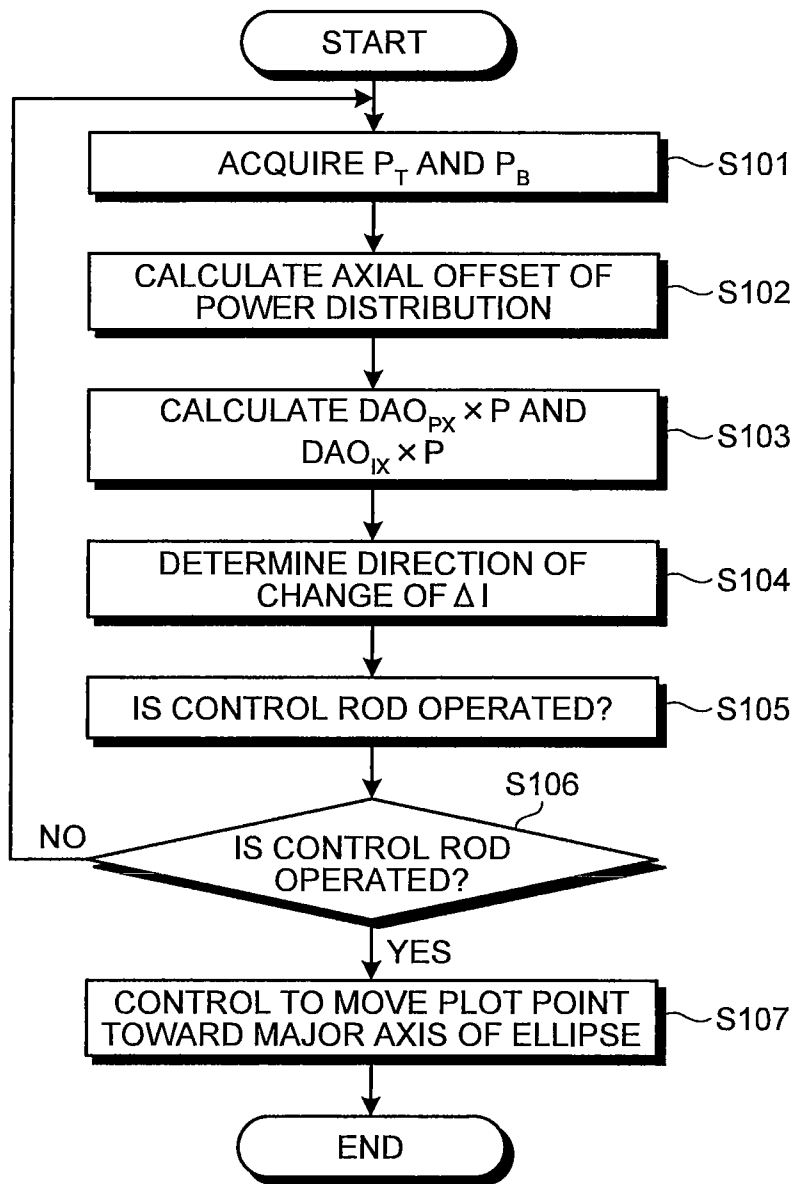 START
ACQUIRE P_T AND P_B
S101
CALCULATE AXIAL OFFSET OF
POWER DISTRIBUTION
S102
CALCULATE DAO_PX × P AND
DAO_IX × P
S103
DETERMINE DIRECTION OF
CHANGE OF Δ I
S104
IS CONTROL ROD OPERATED?
S105
S106
NO
IS CONTROL ROD
OPERATED?
YES
CONTROL TO MOVE PLOT POINT
TOWARD MAJOR AXIS OF ELLIPSE
S107
END